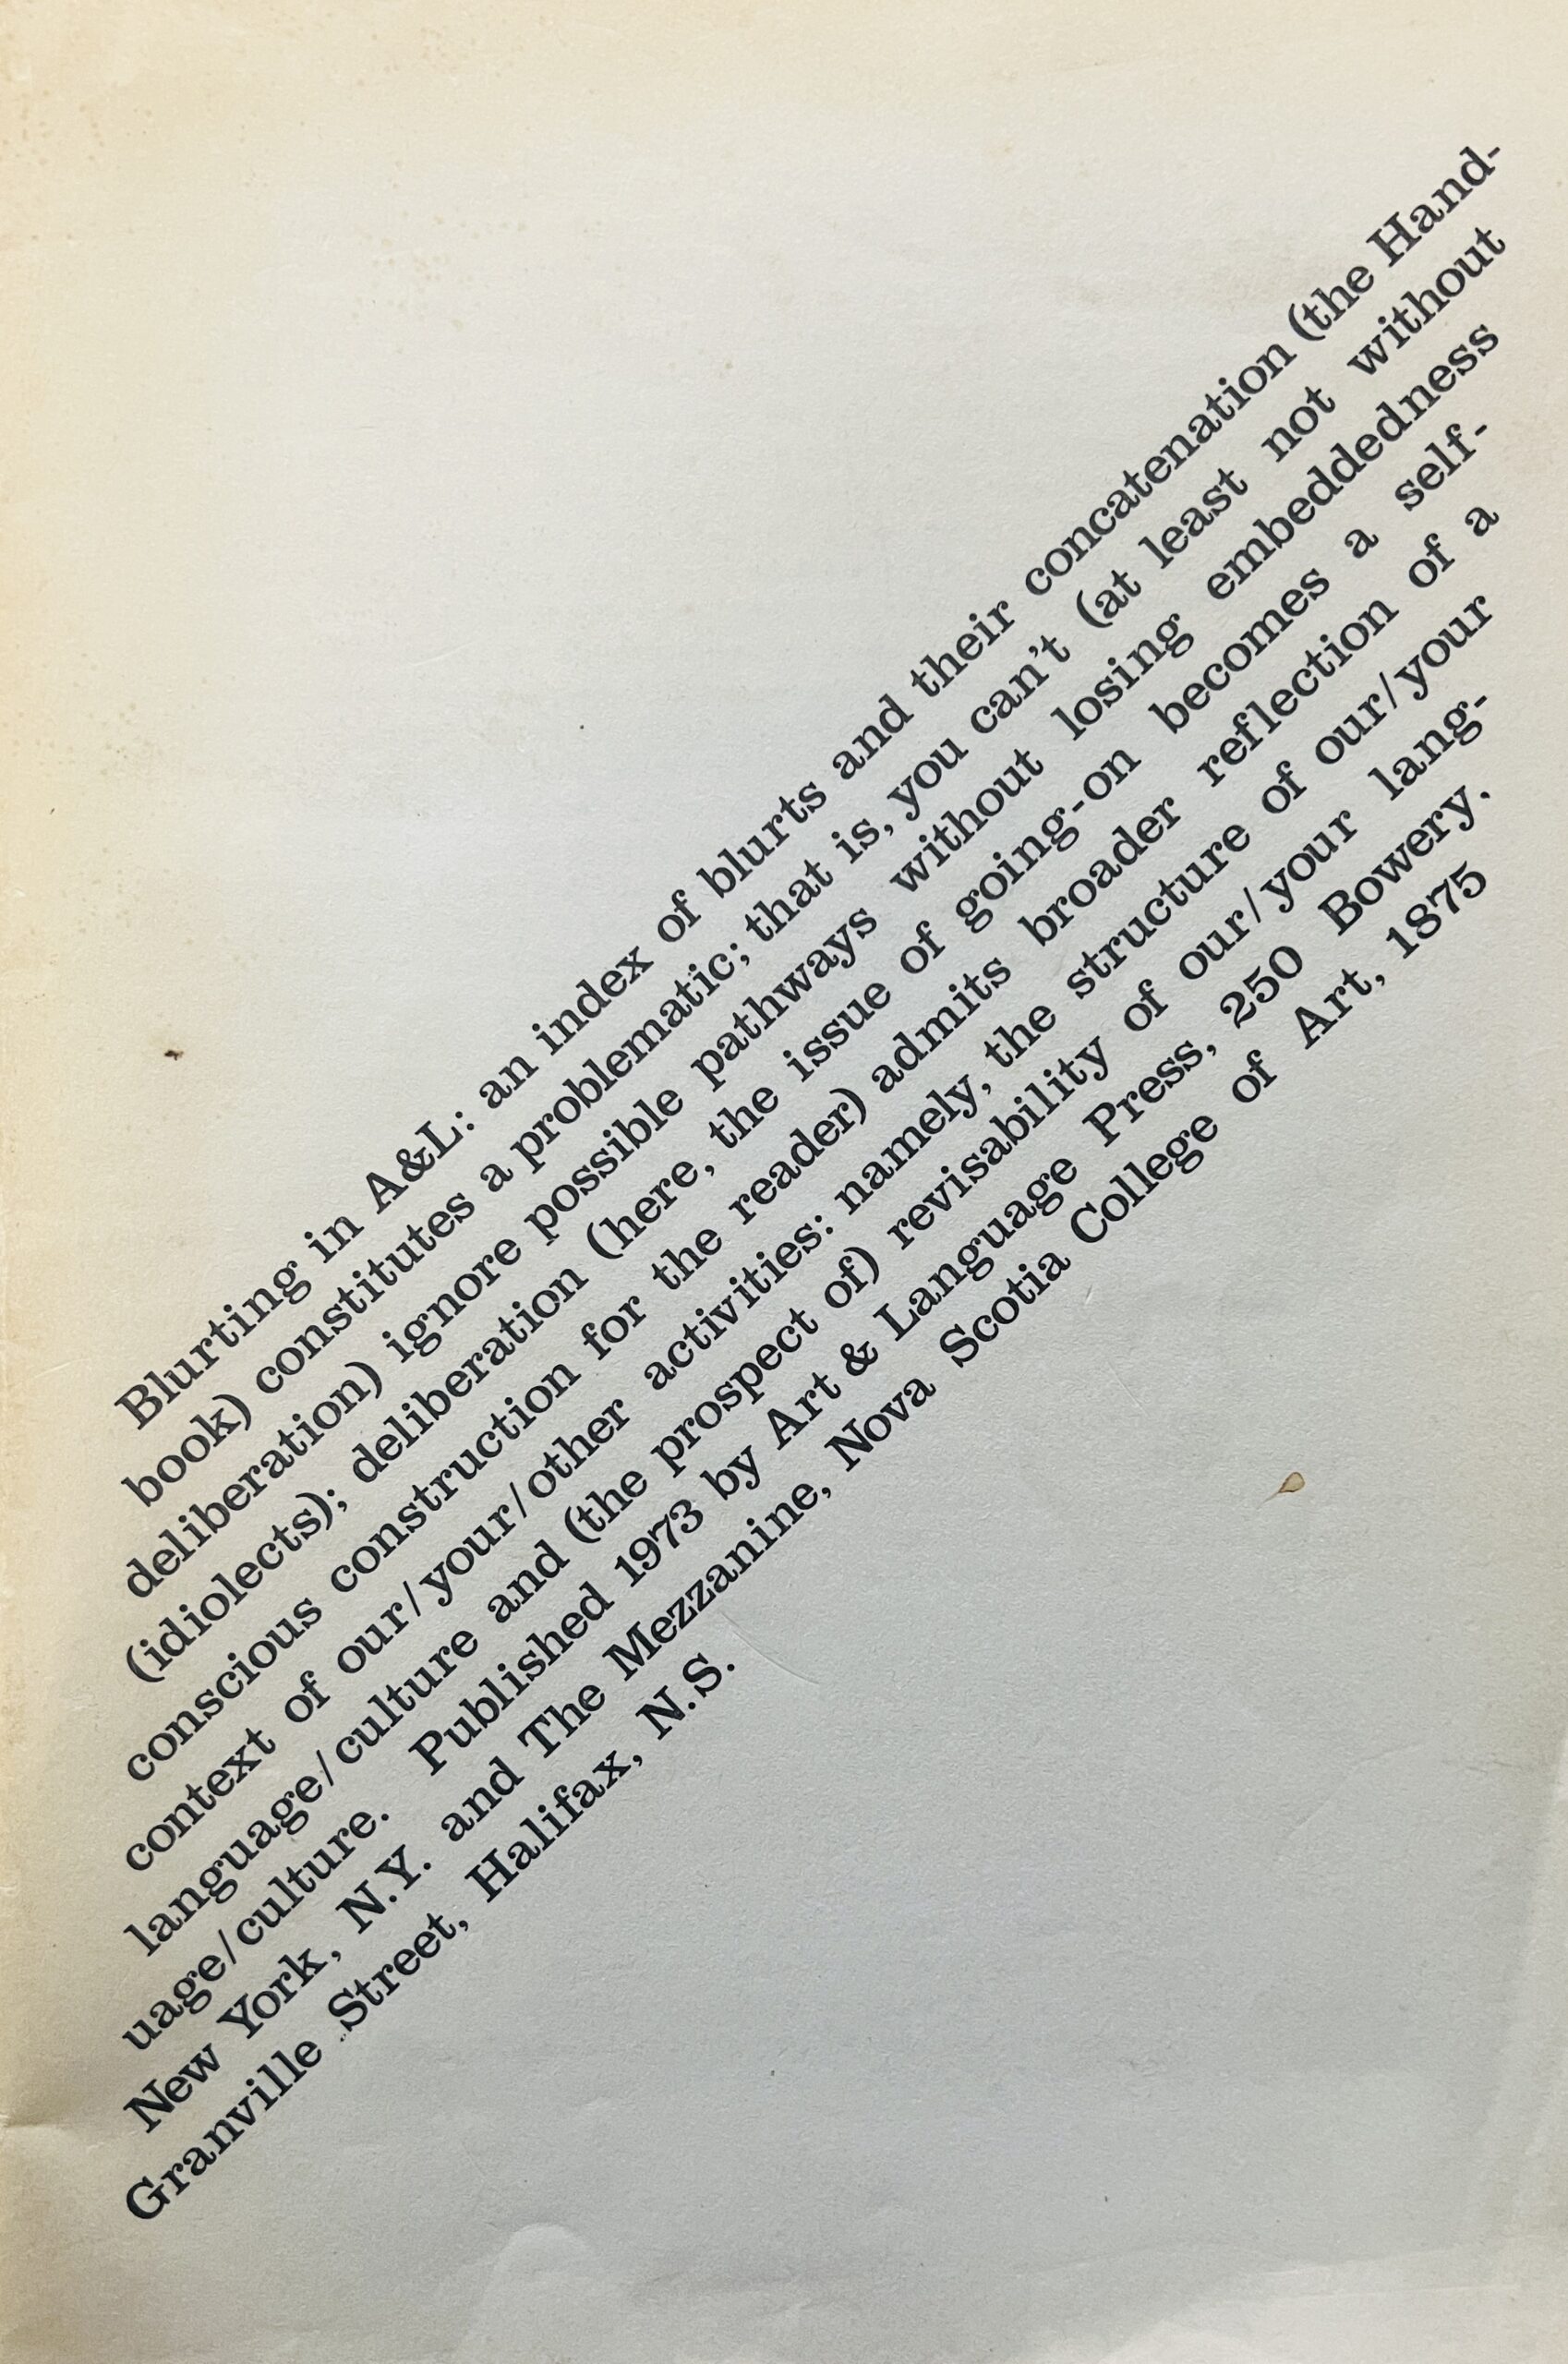 Blurting in A&L: an index of blurts and their concatenation (the Hand-
book) constitutes a problematic; that is, you can't (at least not without
deliberation) ignore possible pathways without losing embeddedness
(idiolects); deliberation (here, the issue of going-on becomes a self-
conscious construction for the reader) admits broader reflection of a
context of our/your/other activities: namely, the structure of our/your
language/culture and (the prospect of) revisability of our/your lang-
uage/culture. Published 1973 by Art & Language Press, 250 Bowery.
New York, N.Y. and The Mezzanine, Nova Scotia College of Art, 1875
Granville Street, Halifax, N.S.